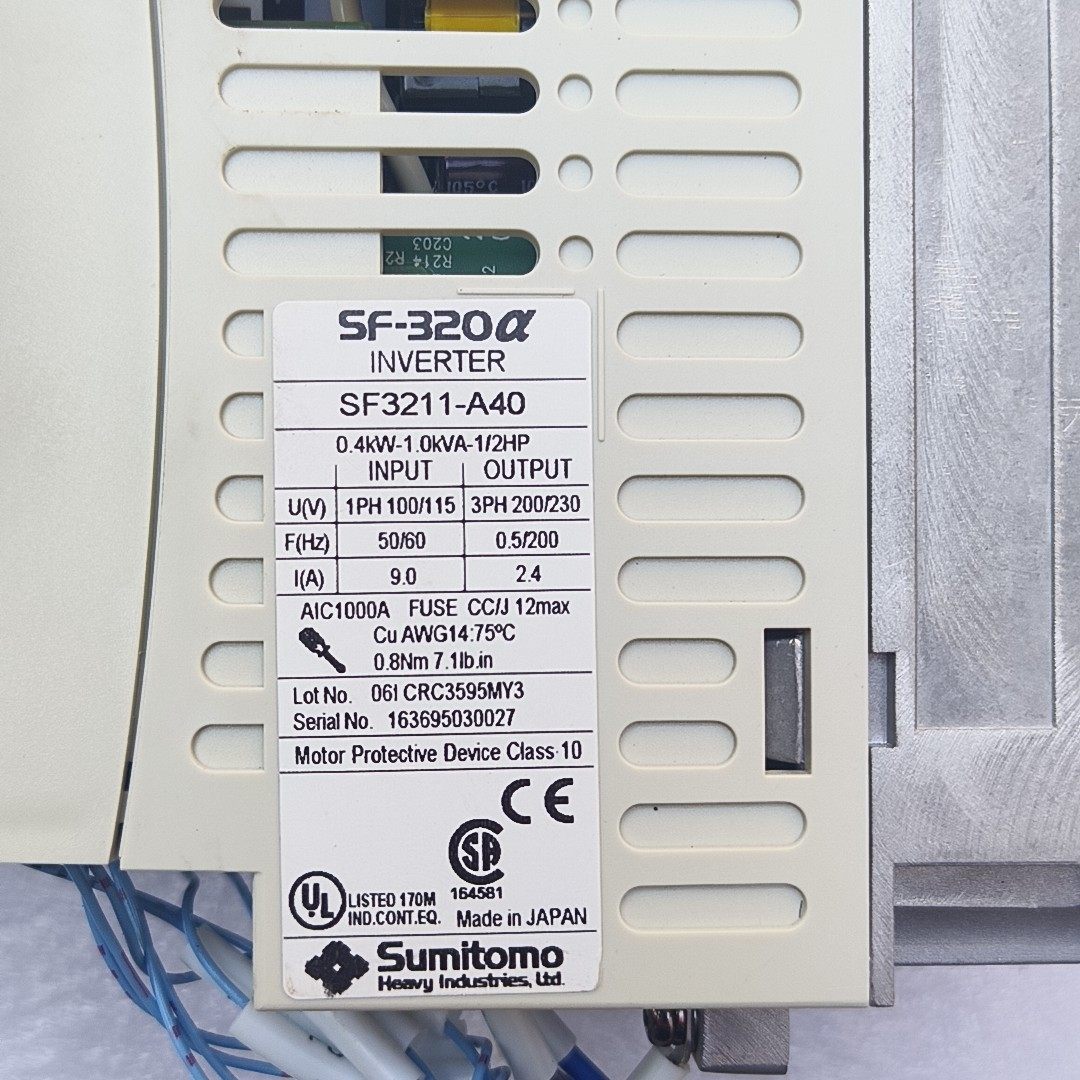 105°C
C203
R214 R2
2
SF-320α
INVERTER
SF3211-A40
0.4kW-1.0kVA-1/2HP
INPUT OUTPUT
U(V) 1PH 100/115 3PH 200/230
F(Hz) 50/60 0.5/200
I(A) 9.0 2.4
AIC1000A FUSE CC/J 12max
Cu AWG14:75ºC
0.8Nm 7.1lb.in
Lot No. 06I CRC3595MY3
Serial No. 163695030027
Motor Protective Device Class·10
CE
SA
164581
UL LISTED 170M
IND.CONT.EQ. Made in JAPAN
Sumitomo
Heavy Industries, Ltd.